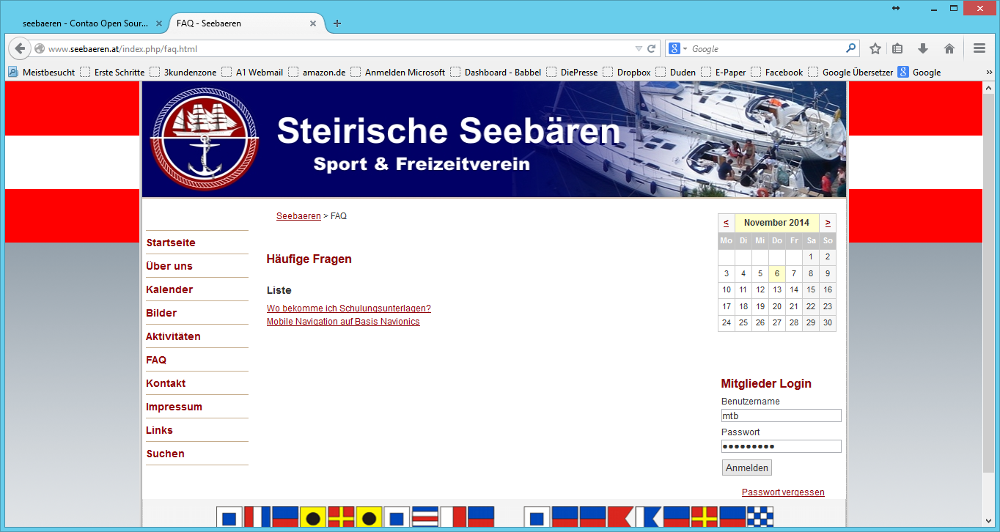 seebaeren - Contao Open Sour...
FAQ - Seebaeren
www.seebaeren.at/index.php/faq.html
Google
Meistbesucht Erste Schritte 3kundenzone A1 Webmail amazon.de Anmelden Microsoft Dashboard - Babbel DiePresse Dropbox Duden E-Paper Facebook Google Übersetzer Google »
Steirische Seebären
Sport & Freizeitverein
Seebaeren > FAQ
Startseite
Über uns
Kalender
Bilder
Aktivitäten
FAQ
Kontakt
Impressum
Links
Suchen
Häufige Fragen
Liste
Wo bekomme ich Schulungsunterlagen?
Mobile Navigation auf Basis Navionics
< November 2014 >
Mo Di Mi Do Fr Sa So
1 2
3 4 5 6 7 8 9
10 11 12 13 14 15 16
17 18 19 20 21 22 23
24 25 26 27 28 29 30
Mitglieder Login
Benutzername
mtb
Passwort
●●●●●●●●●
Anmelden
Passwort vergessen